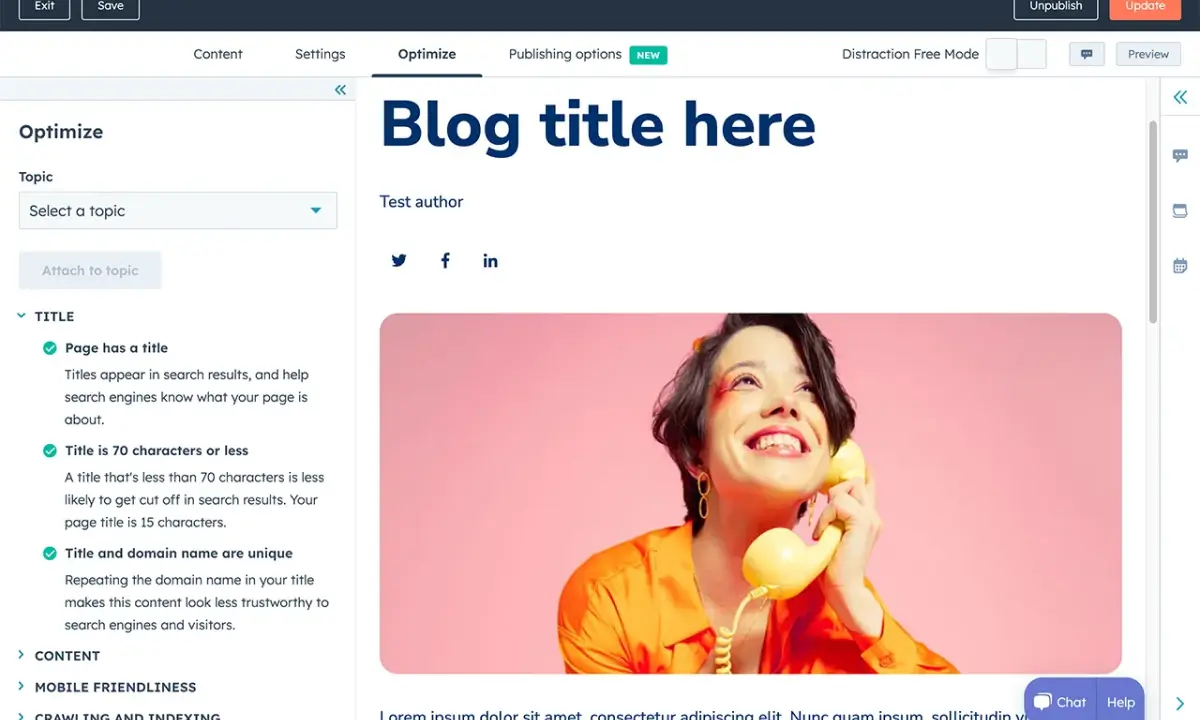 Exit
Save
Unpublish
Update
Content
Settings
Optimize
Publishing options NEW
Distraction Free Mode
Preview
Optimize
Topic
Select a topic
Attach to topic
TITLE
Page has a title
Titles appear in search results, and help
search engines know what your page is
about.
Title is 70 characters or less
A title that's less than 70 characters is less
likely to get cut off in search results. Your
page title is 15 characters.
Title and domain name are unique
Repeating the domain name in your title
makes this content look less trustworthy to
search engines and visitors.
CONTENT
MOBILE FRIENDLINESS
CRAWLING AND INDEXING
Blog title here
Test author
Lorem ipsum dolor sit amet, consectetur adipiscing elit. Nunc quam ipsum, sollicitudin
Chat
Help